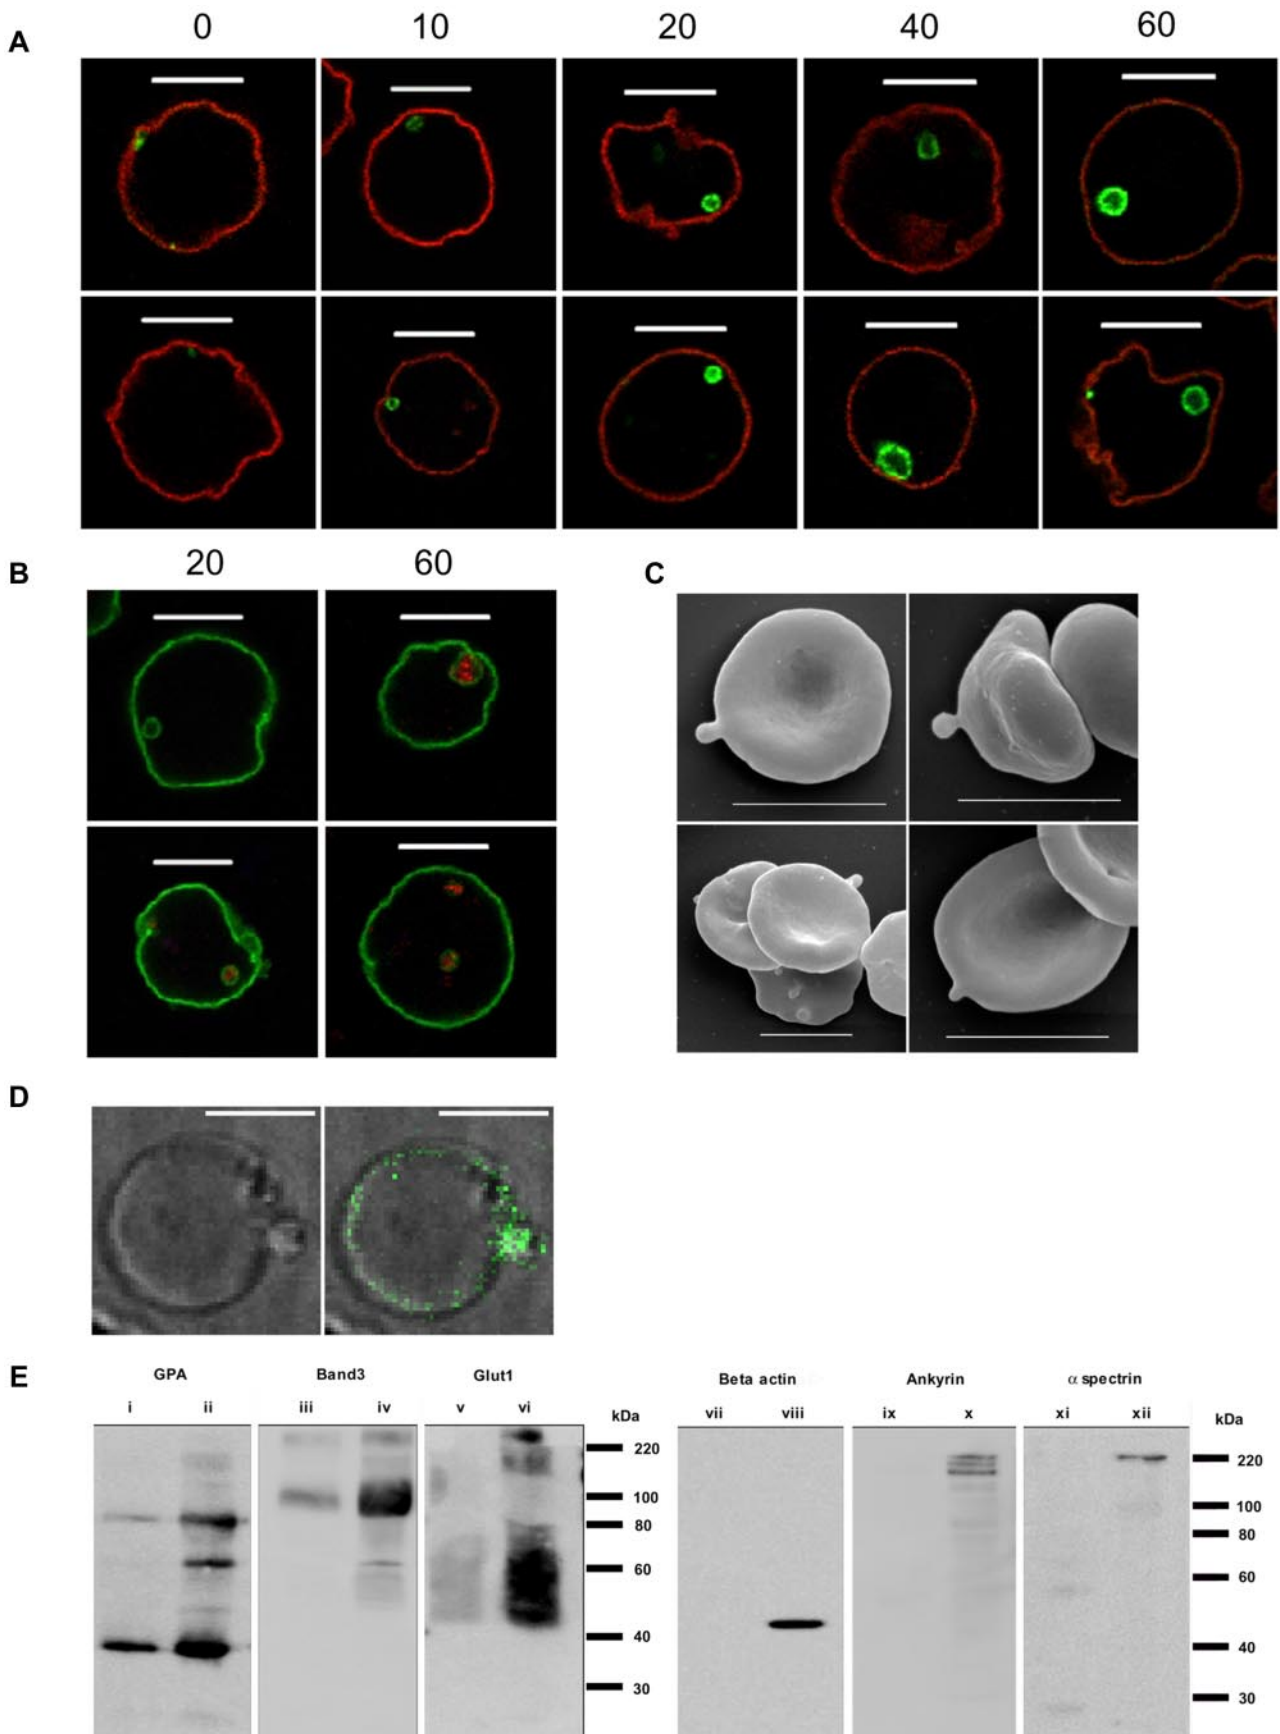 A
0 10 20 40 60
B
20 60
C
D
E
GPA Band3 Glut1 Beta actin Ankyrin α spectrin
i ii iii iv v vi kDa vii viii ix x xi xii kDa
220 220
100 100
80 80
60 60
40 40
30 30